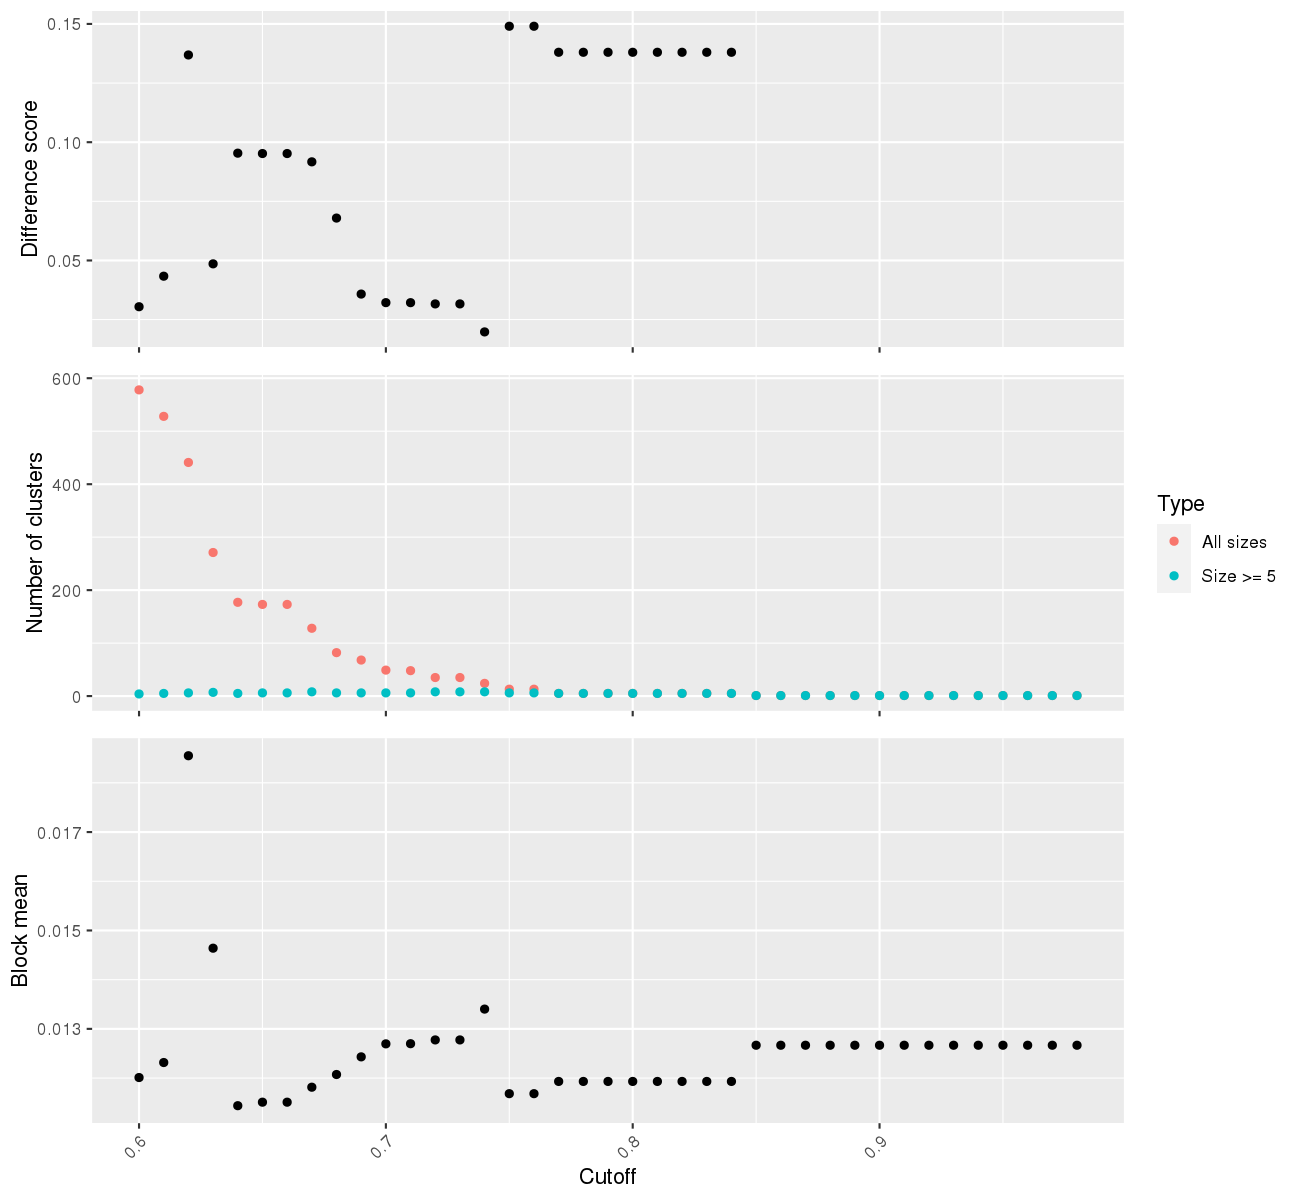 Difference score
0.15
0.10
0.05
Number of clusters
600
400
200
0
Type
All sizes
Size >= 5
Block mean
0.017
0.015
0.013
0.6
0.7
0.8
0.9
Cutoff